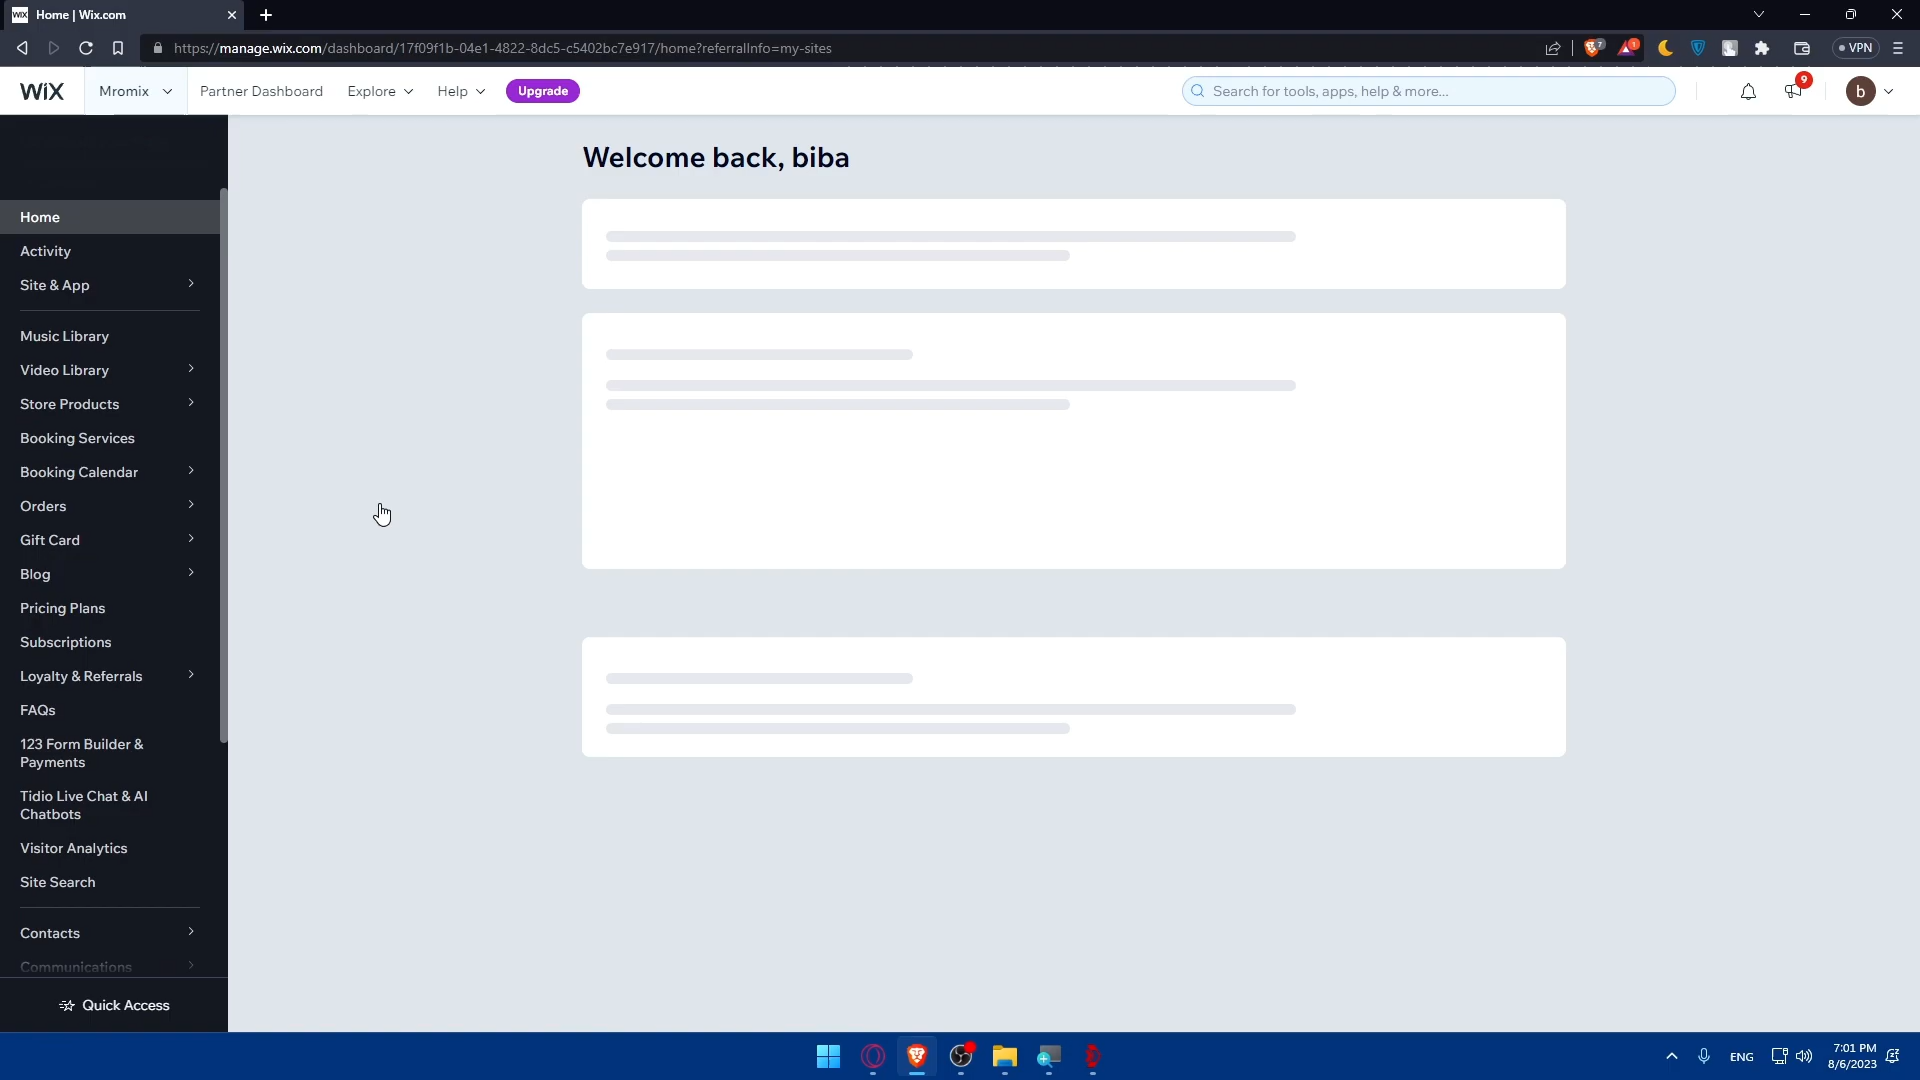 WIX Home | Wix.com
https://manage.wix.com/dashboard/17f09f1b-04e1-4822-8dc5-c5402bc7e917/home?referralInfo=my-sites
7
1
VPN
WIX
Mromix
Partner Dashboard
Explore
Help
Upgrade
Search for tools, apps, help & more...
9
b
Welcome back, biba
Home
Activity
Site & App
Music Library
Video Library
Store Products
Booking Services
Booking Calendar
Orders
Gift Card
Blog
Pricing Plans
Subscriptions
Loyalty & Referrals
FAQs
123 Form Builder &
Payments
Tidio Live Chat & AI
Chatbots
Visitor Analytics
Site Search
Contacts
Communications
Quick Access
ENG
7:01 PM
8/6/2023